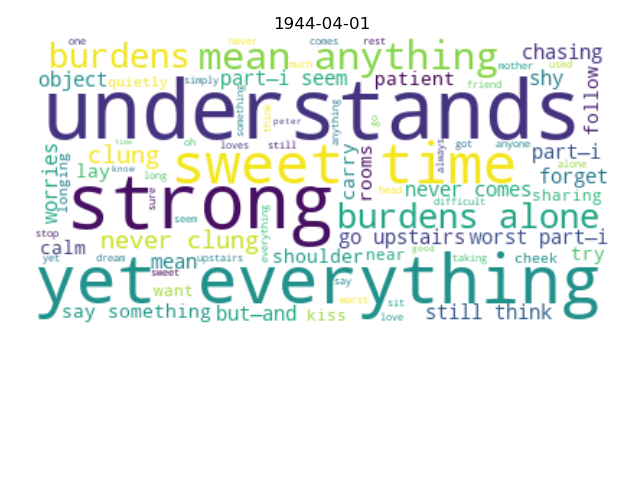 1944-04-01
one never comes rest
burdens mean anything chasing
much mother used
object quietly simply part—i seem patient friend shy
understands follow
something think peter anything go
time oh loves still always got anyone part—i
worries longing clung sweet time
lay know long carry rooms head alone forget
strong sure never comes sharing
difficult
seem burdens alone
stop never clung everything go upstairs worst part—i
calm good try
yet dream mean upstairs shoulder near taking cheek
sweet say
yet everything
want worst sit
say something but—and kiss love still think